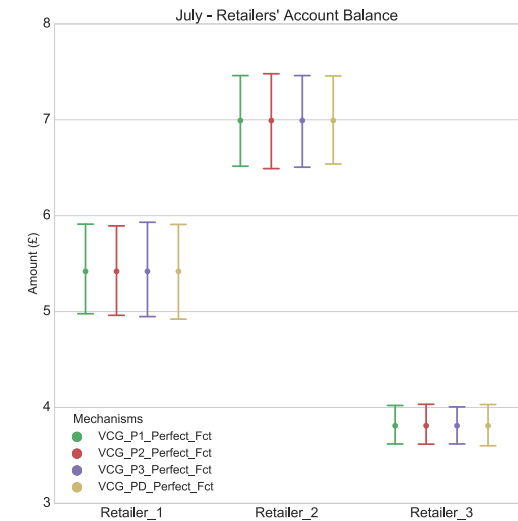 July - Retailers' Account Balance
8
7
6
5
4
3
Amount (£)
Mechanisms
VCG_P1_Perfect_Fct
VCG_P2_Perfect_Fct
VCG_P3_Perfect_Fct
VCG_PD_Perfect_Fct
Retailer_1 Retailer_2 Retailer_3